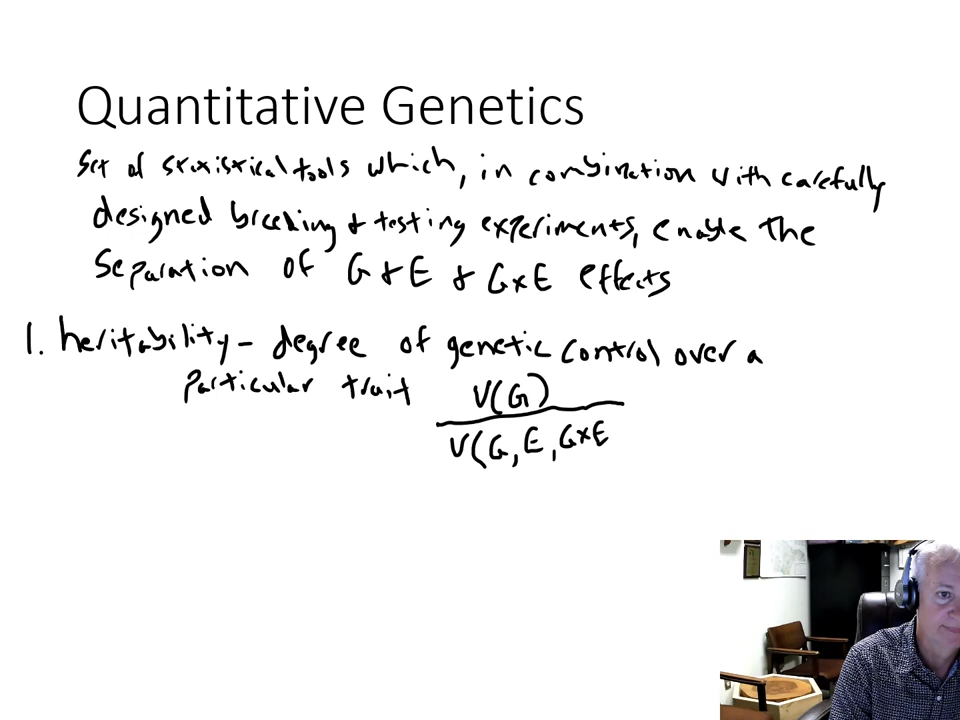 Quantitative Genetics
Set of statistical tools which, in combination with carefully
designed breeding & testing experiments, enable the
Separation of G & E & GxE effects
1. heritability - degree of genetic control over a
particular trait V(G)
V(G, E, GxE